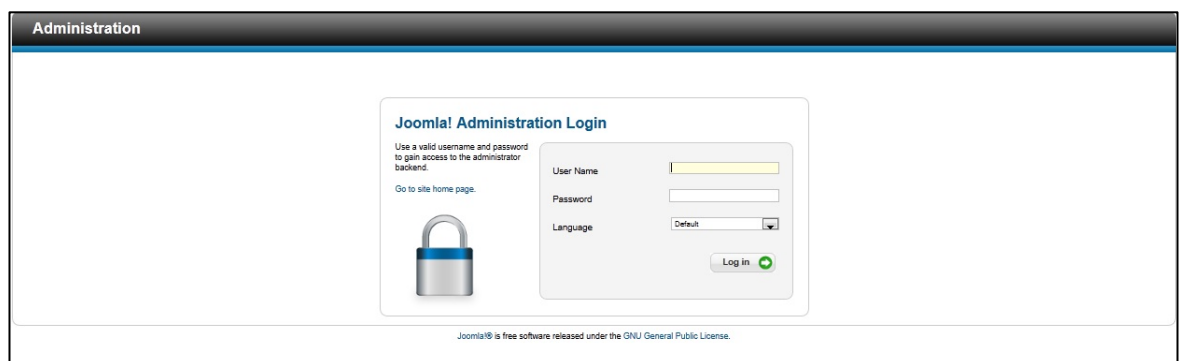 Administration
Joomla! Administration Login
Use a valid username and password
to gain access to the administrator
backend.
Go to site home page.
User Name
Password
Language
Default
Log in
Joomla!® is free software released under the GNU General Public License.